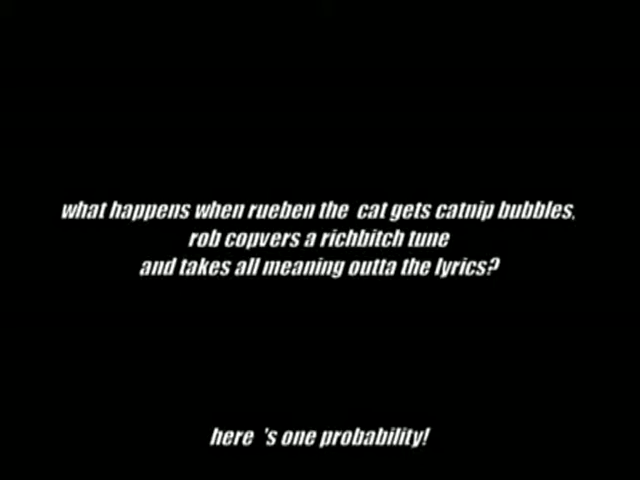 what happens when rueben the cat gets catnip bubbles,
rob copvers a richbitch tune
and takes all meaning outta the lyrics?
here 's one probability!